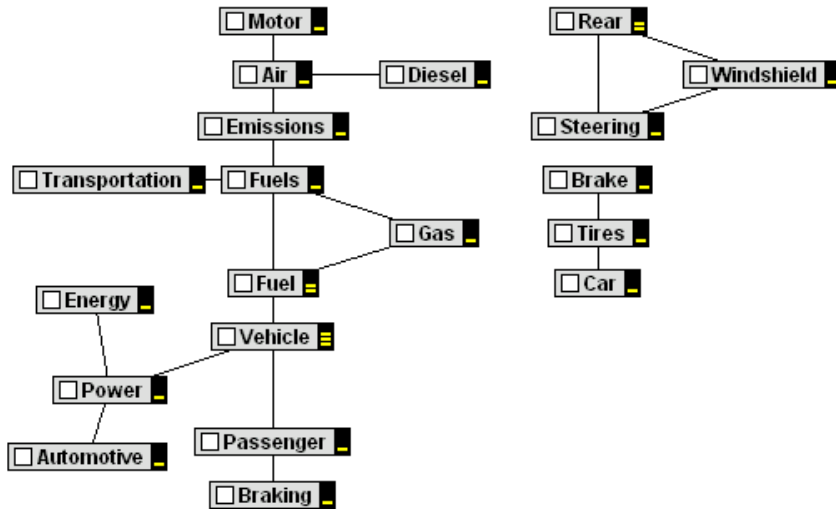 Motor
Rear
Air
Diesel
Windshield
Emissions
Steering
Transportation
Fuels
Brake
Gas
Tires
Fuel
Car
Energy
Vehicle
Power
Passenger
Automotive
Braking